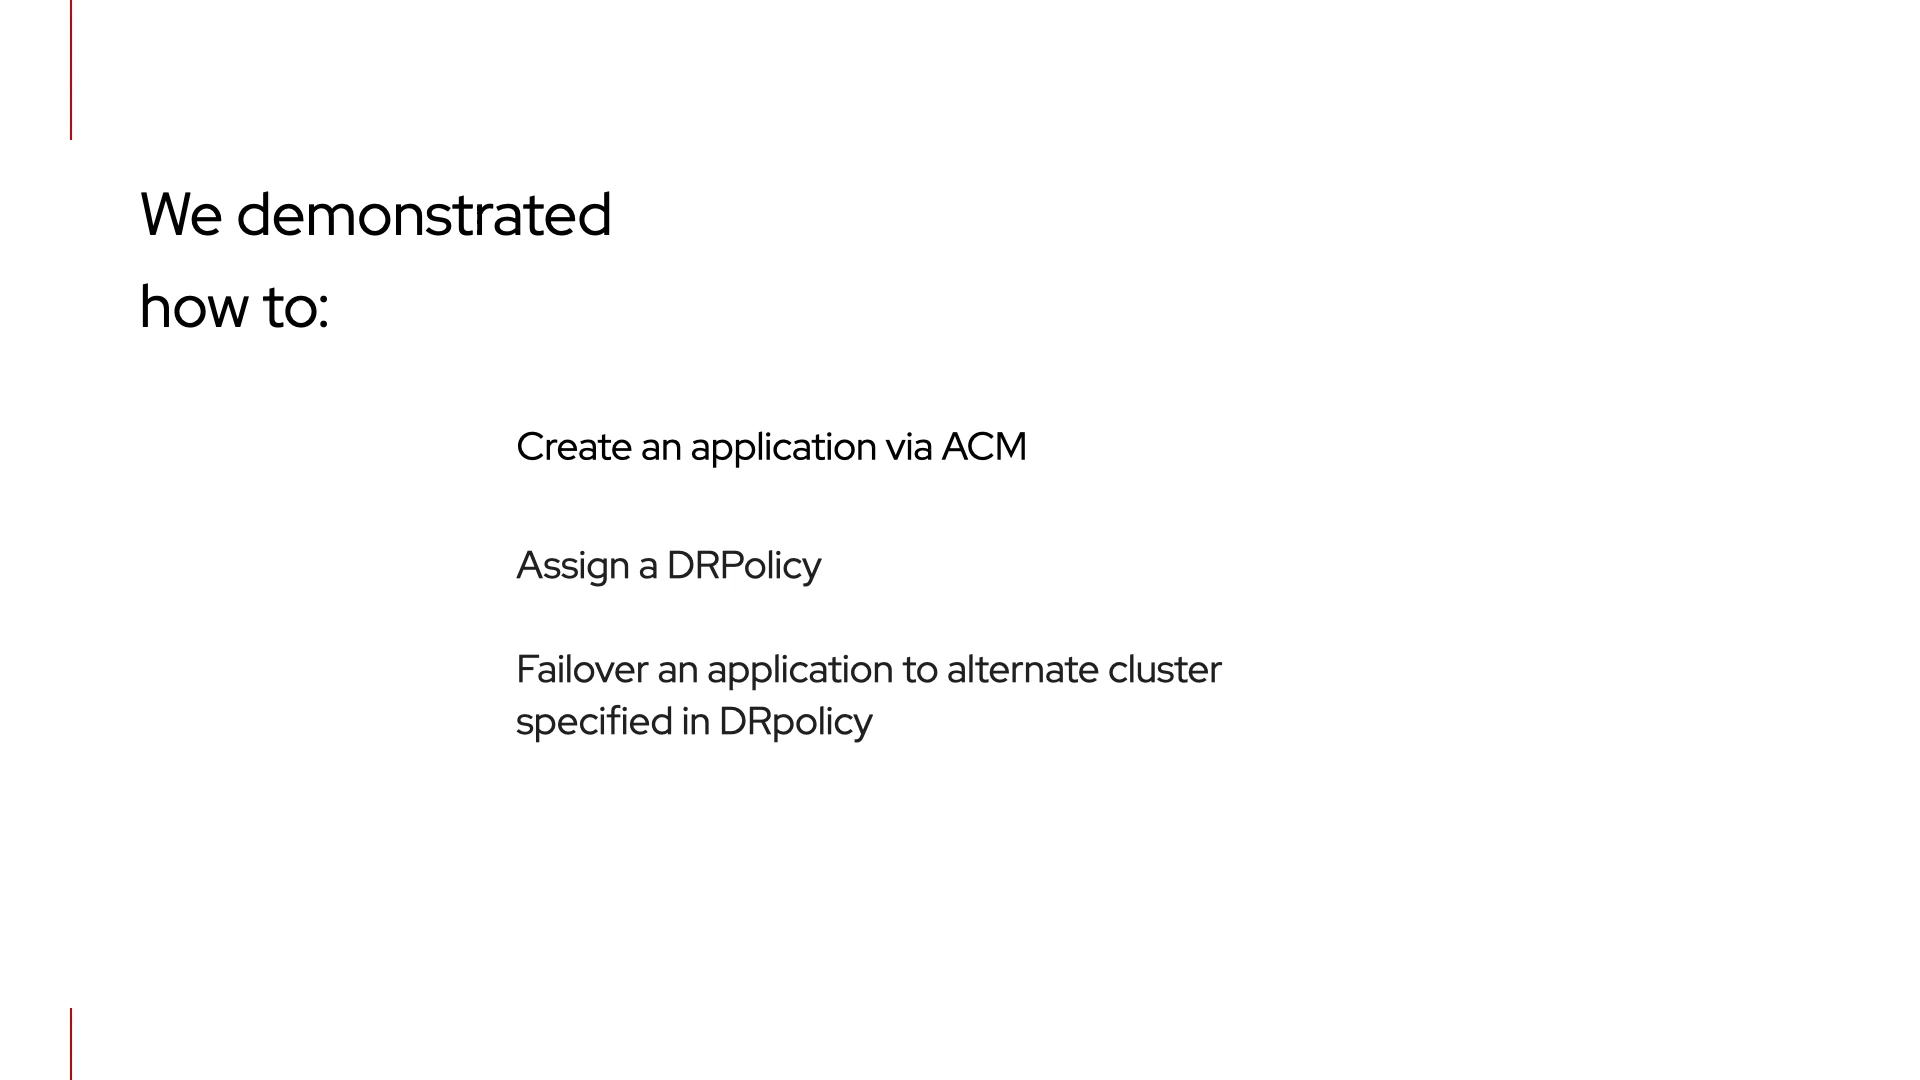 We demonstrated
how to:
Create an application via ACM
Assign a DRPolicy
Failover an application to alternate cluster
specified in DRpolicy